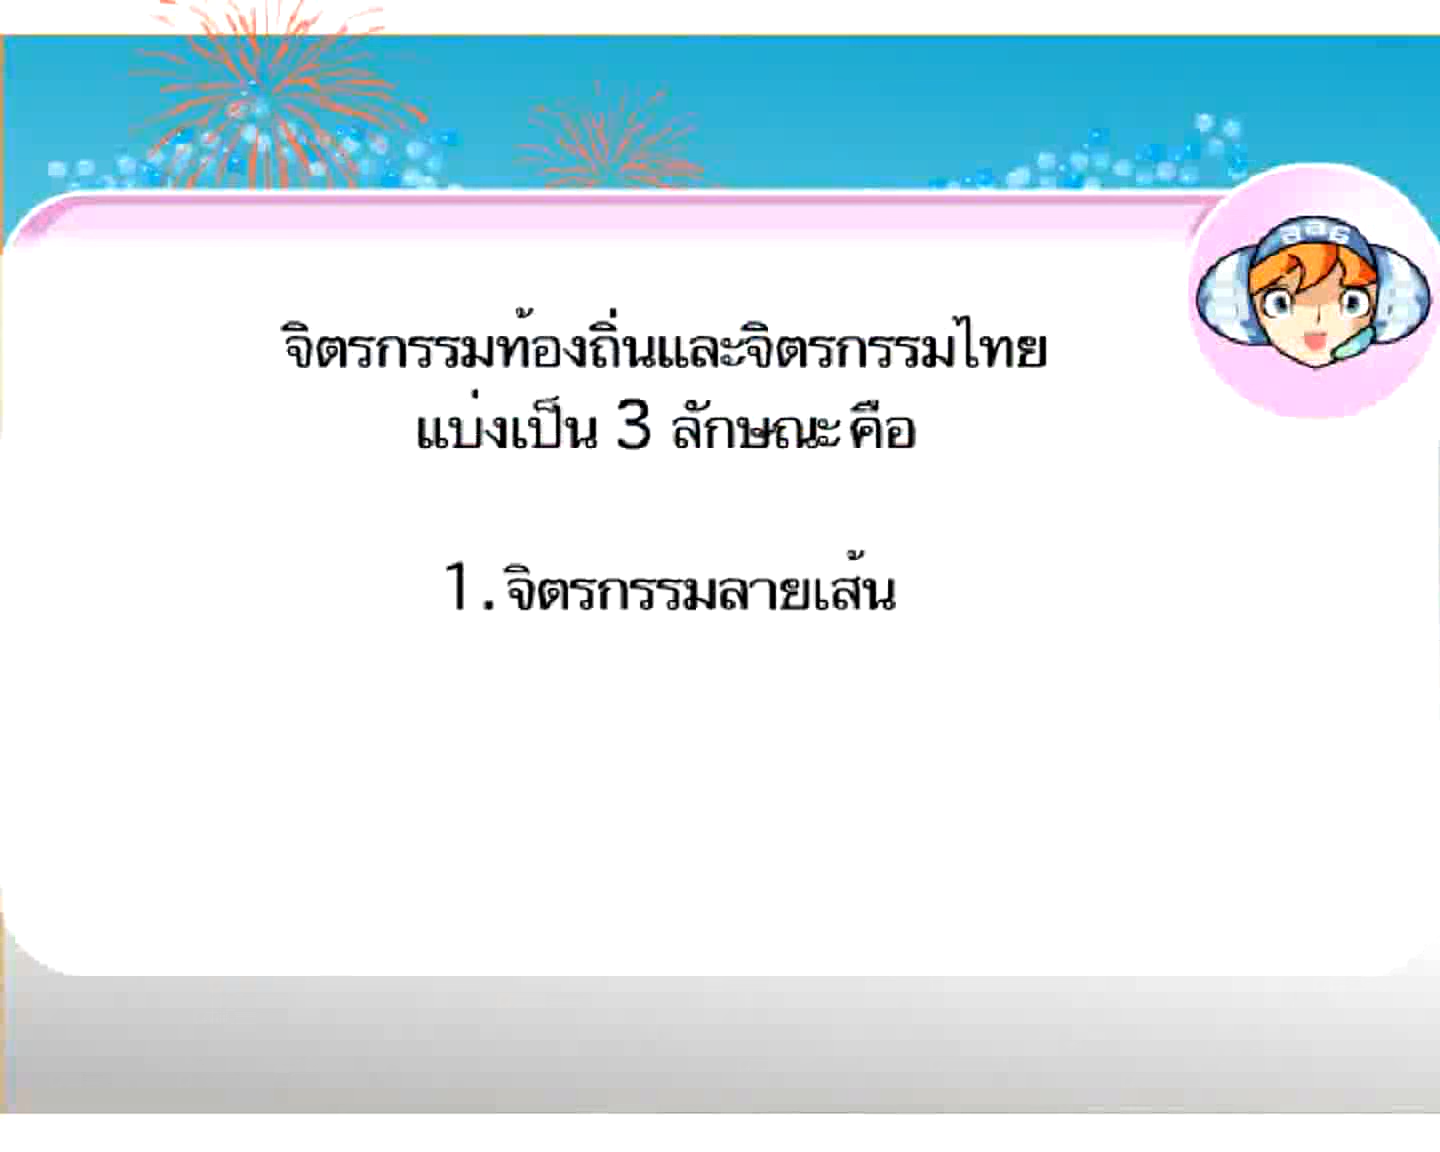 จิตรกรรมท้องถิ่นและจิตรกรรมไทย
แบ่งเป็น 3 ลักษณะคือ
1.จิตรกรรมลายเส้น